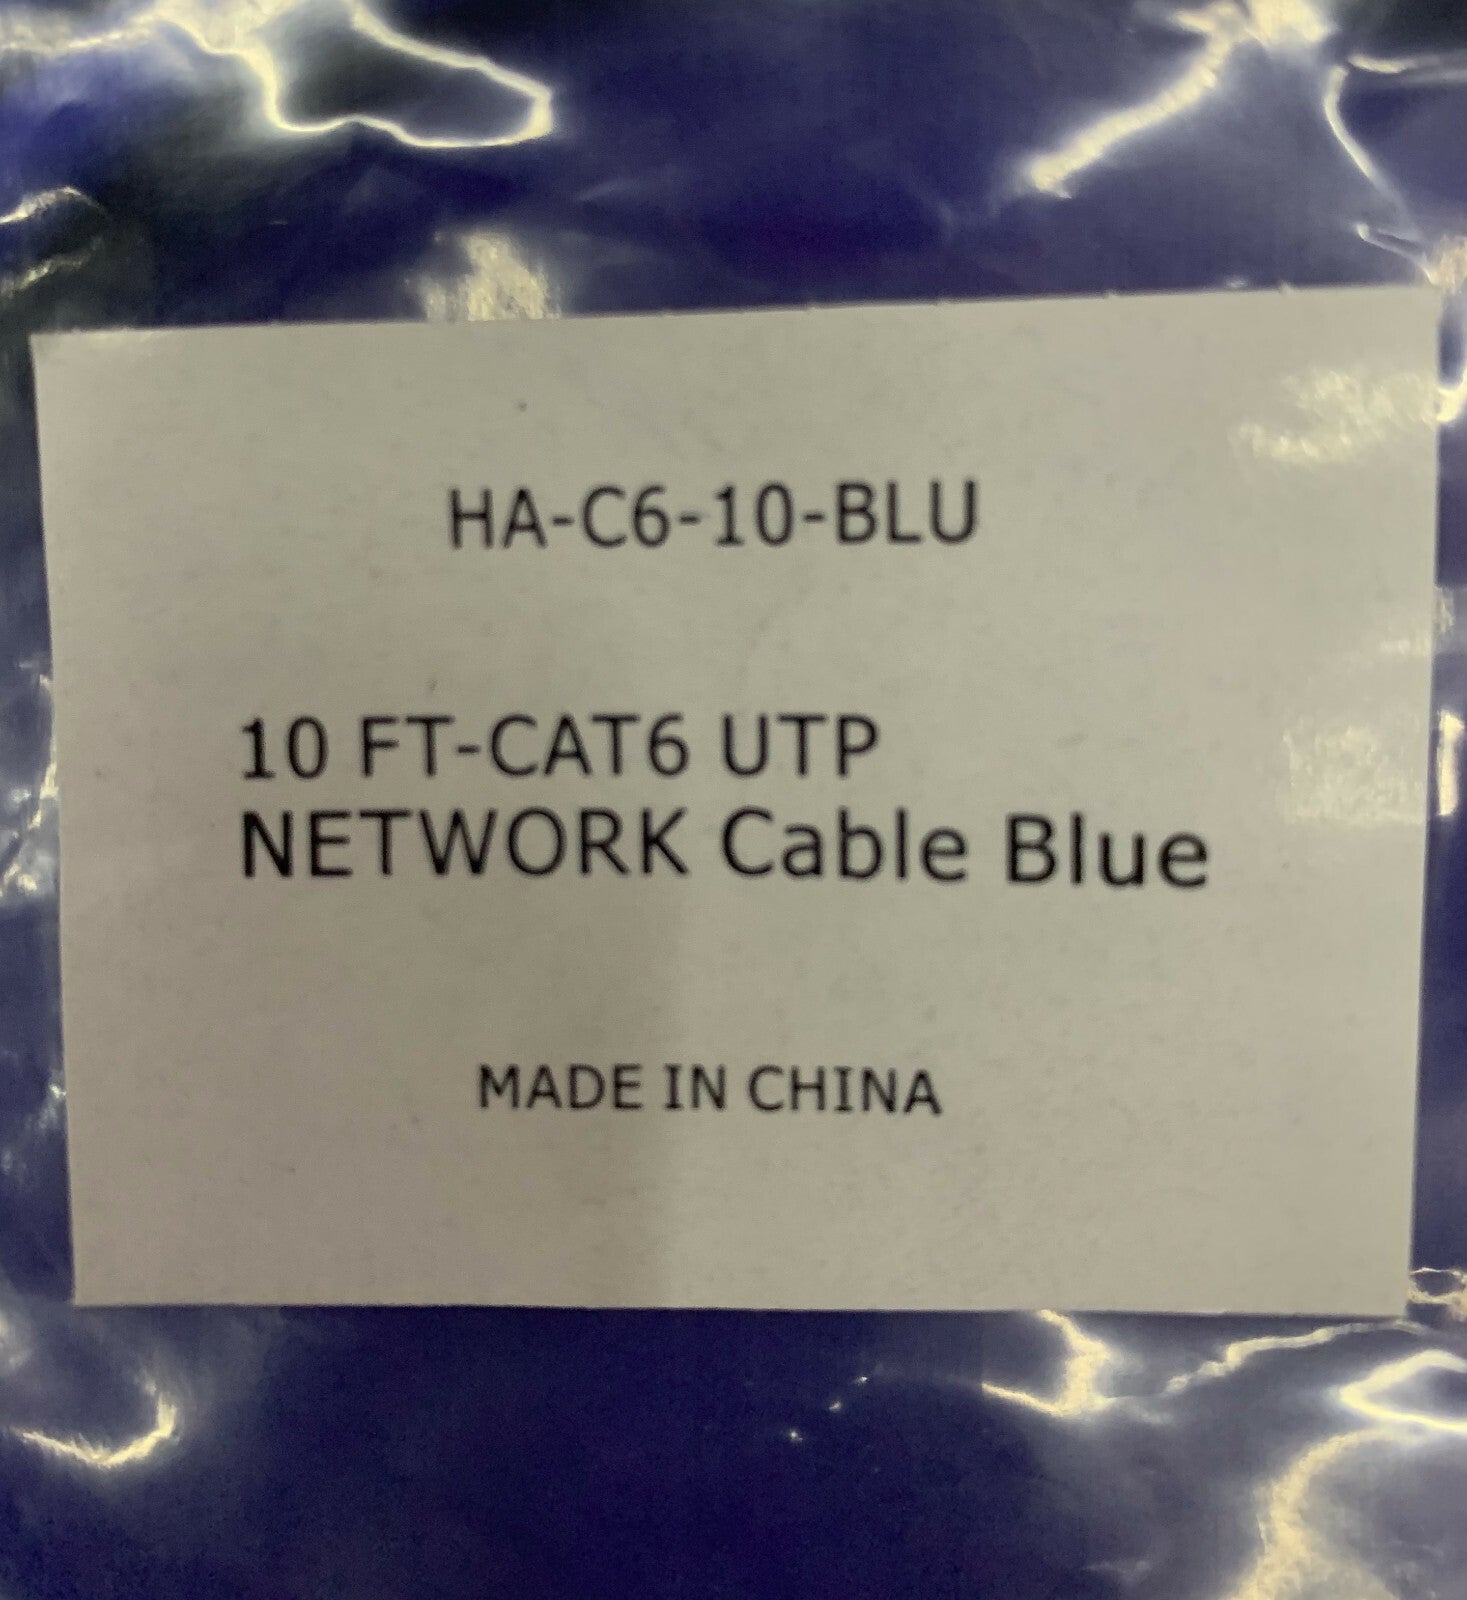 HA-C6-10-BLU
10 FT-CAT6 UTP
NETWORK Cable Blue
MADE IN CHINA